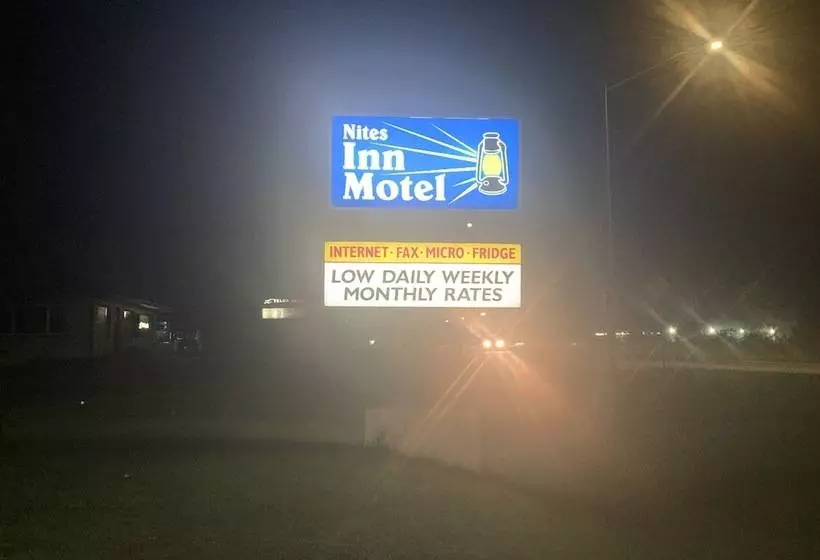 Nites
Inn
Motel
INTERNET · FAX · MICRO · FRIDGE
LOW DAILY WEEKLY
MONTHLY RATES